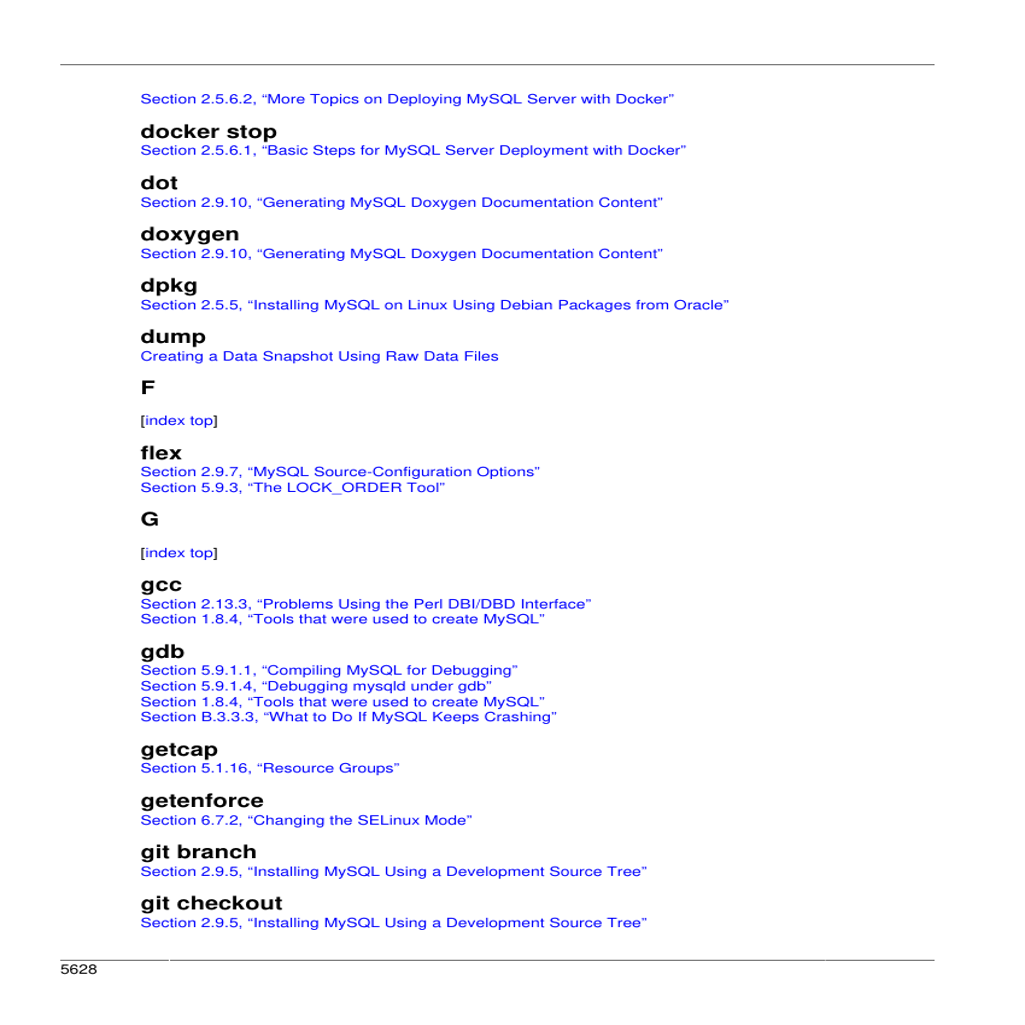 Section 2.5.6.2, “More Topics on Deploying MySQL Server with Docker”
docker stop
Section 2.5.6.1, “Basic Steps for MySQL Server Deployment with Docker”
dot
Section 2.9.10, “Generating MySQL Doxygen Documentation Content”
doxygen
Section 2.9.10, “Generating MySQL Doxygen Documentation Content”
dpkg
Section 2.5.5, “Installing MySQL on Linux Using Debian Packages from Oracle”
dump
Creating a Data Snapshot Using Raw Data Files
F
[index top]
flex
Section 2.9.7, “MySQL Source-Configuration Options”
Section 5.9.3, “The LOCK_ORDER Tool”
G
[index top]
gcc
Section 2.13.3, “Problems Using the Perl DBI/DBD Interface”
Section 1.8.4, “Tools that were used to create MySQL”
gdb
Section 5.9.1.1, “Compiling MySQL for Debugging”
Section 5.9.1.4, “Debugging mysqld under gdb”
Section 1.8.4, “Tools that were used to create MySQL”
Section B.3.3.3, “What to Do If MySQL Keeps Crashing”
getcap
Section 5.1.16, “Resource Groups”
getenforce
Section 6.7.2, “Changing the SELinux Mode”
git branch
Section 2.9.5, “Installing MySQL Using a Development Source Tree”
git checkout
Section 2.9.5, “Installing MySQL Using a Development Source Tree”
5628